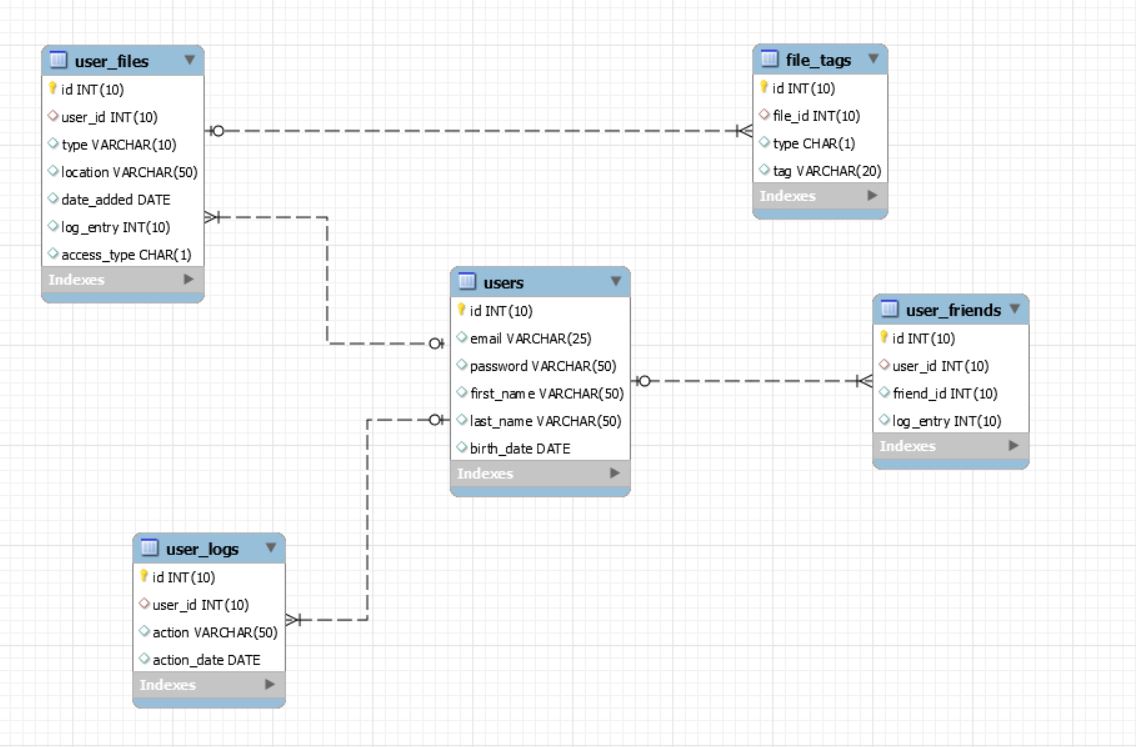 user_files
id INT(10)
user_id INT(10)
type VARCHAR(10)
location VARCHAR(50)
date_added DATE
log_entry INT(10)
access_type CHAR(1)
Indexes
file_tags
id INT(10)
file_id INT(10)
type CHAR(1)
tag VARCHAR(20)
Indexes
users
id INT(10)
email VARCHAR(25)
password VARCHAR(50)
first_name VARCHAR(50)
last_name VARCHAR(50)
birth_date DATE
Indexes
user_friends
id INT(10)
user_id INT(10)
friend_id INT(10)
log_entry INT(10)
Indexes
user_logs
id INT(10)
user_id INT(10)
action VARCHAR(50)
action_date DATE
Indexes